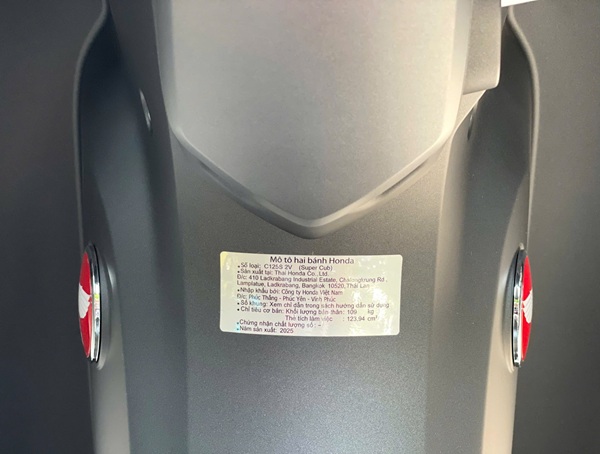 Mô tô hai bánh Honda
• Số loại: C125S 2V (Super Cub)
• Sản xuất tại: Thai Honda Co., Ltd.
Đ/c: 410 Ladkrabang Industrial Estate, Chalongkrung Rd.,
Lamplatue, Ladkrabang, Bangkok 10520, Thái Lan
• Nhập khẩu bởi: Công ty Honda Việt Nam
Đ/c: Phúc Thắng - Phúc Yên - Vĩnh Phúc
• Số khung: Xem chỉ dẫn trong sách hướng dẫn sử dụng
• Chỉ tiêu cơ bản: Khối lượng bản thân: 109 kg
Thể tích làm việc : 123,94 cm³
• Chứng nhận chất lượng số: -
• Năm sản xuất: 2025